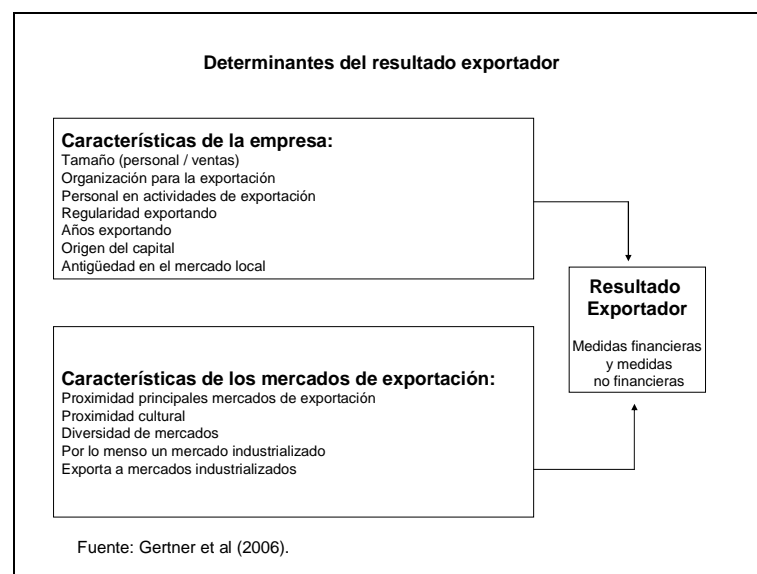 Determinantes del resultado exportador
Características de la empresa:
Tamaño (personal / ventas)
Organización para la exportación
Personal en actividades de exportación
Regularidad exportando
Años exportando
Origen del capital
Antigüedad en el mercado local
Resultado
Exportador
Medidas financieras
y medidas
no financieras
Características de los mercados de exportación:
Proximidad principales mercados de exportación
Proximidad cultural
Diversidad de mercados
Por lo menso un mercado industrializado
Exporta a mercados industrializados
Fuente: Gertner et al (2006).